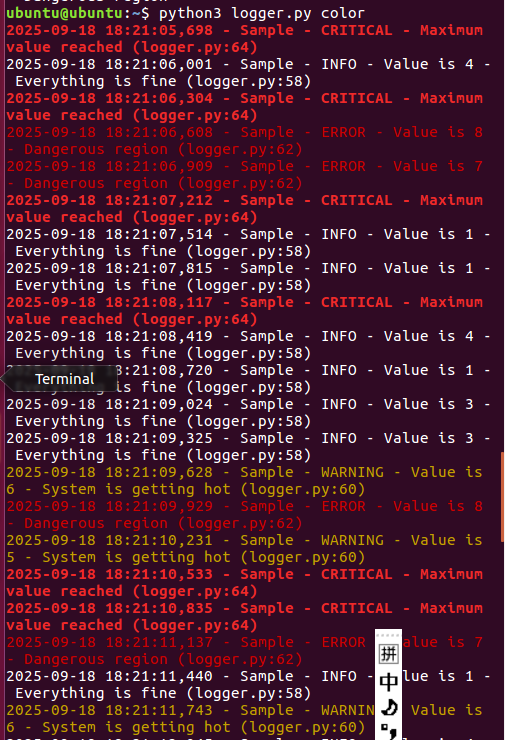 ubuntu@ubuntu:~$ python3 logger.py color
2025-09-18 18:21:05,698 - Sample - CRITICAL - Maximum
value reached (logger.py:64)
2025-09-18 18:21:06,001 - Sample - INFO - Value is 4 -
Everything is fine (logger.py:58)
2025-09-18 18:21:06,304 - Sample - CRITICAL - Maximum
value reached (logger.py:64)
2025-09-18 18:21:06,608 - Sample - ERROR - Value is 8
- Dangerous region (logger.py:62)
2025-09-18 18:21:06,909 - Sample - ERROR - Value is 7
- Dangerous region (logger.py:62)
2025-09-18 18:21:07,212 - Sample - CRITICAL - Maximum
value reached (logger.py:64)
2025-09-18 18:21:07,514 - Sample - INFO - Value is 1 -
Everything is fine (logger.py:58)
2025-09-18 18:21:07,815 - Sample - INFO - Value is 1 -
Everything is fine (logger.py:58)
2025-09-18 18:21:08,117 - Sample - CRITICAL - Maximum
value reached (logger.py:64)
2025-09-18 18:21:08,419 - Sample - INFO - Value is 4 -
Everything is fine (logger.py:58)
18:21:08,720 - Sample - INFO - Value is 1 -
Terminal
is fine (logger.py:58)
2025-09-18 18:21:09,024 - Sample - INFO - Value is 3 -
Everything is fine (logger.py:58)
2025-09-18 18:21:09,325 - Sample - INFO - Value is 3 -
Everything is fine (logger.py:58)
2025-09-18 18:21:09,628 - Sample - WARNING - Value is
6 - System is getting hot (logger.py:60)
2025-09-18 18:21:09,929 - Sample - ERROR - Value is 8
- Dangerous region (logger.py:62)
2025-09-18 18:21:10,231 - Sample - WARNING - Value is
5 - System is getting hot (logger.py:60)
2025-09-18 18:21:10,533 - Sample - CRITICAL - Maximum
value reached (logger.py:64)
2025-09-18 18:21:10,835 - Sample - CRITICAL - Maximum
value reached (logger.py:64)
2025-09-18 18:21:11,137 - Sample - ERROR alue is 7
- Dangerous region (logger.py:62)
拼
2025-09-18 18:21:11,440 - Sample - INFO - lue is 1 -
Everything is fine (logger.py:58)
中
2025-09-18 18:21:11,743 - Sample - WARNIN Value is
6 - System is getting hot (logger.py:60)